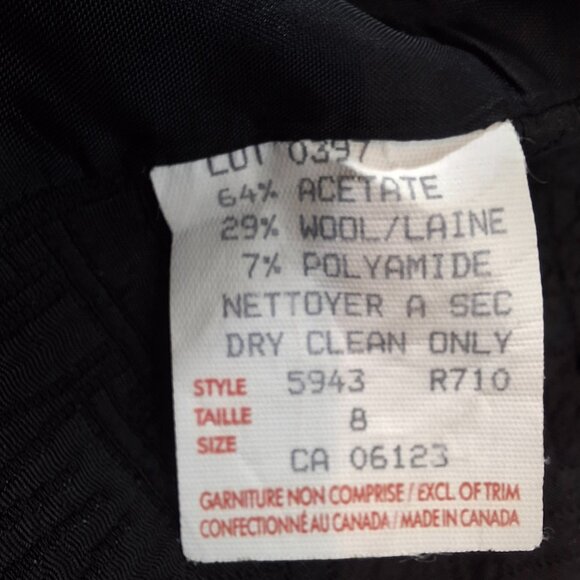 LOT 0397
64% ACETATE
29% WOOL/LAINE
7% POLYAMIDE
NETTOYER A SEC
DRY CLEAN ONLY
STYLE 5943 R710
TAILLE 8
SIZE
CA 06123
GARNITURE NON COMPRISE / EXCL. OF TRIM
CONFECTIONNÉ AU CANADA / MADE IN CANADA